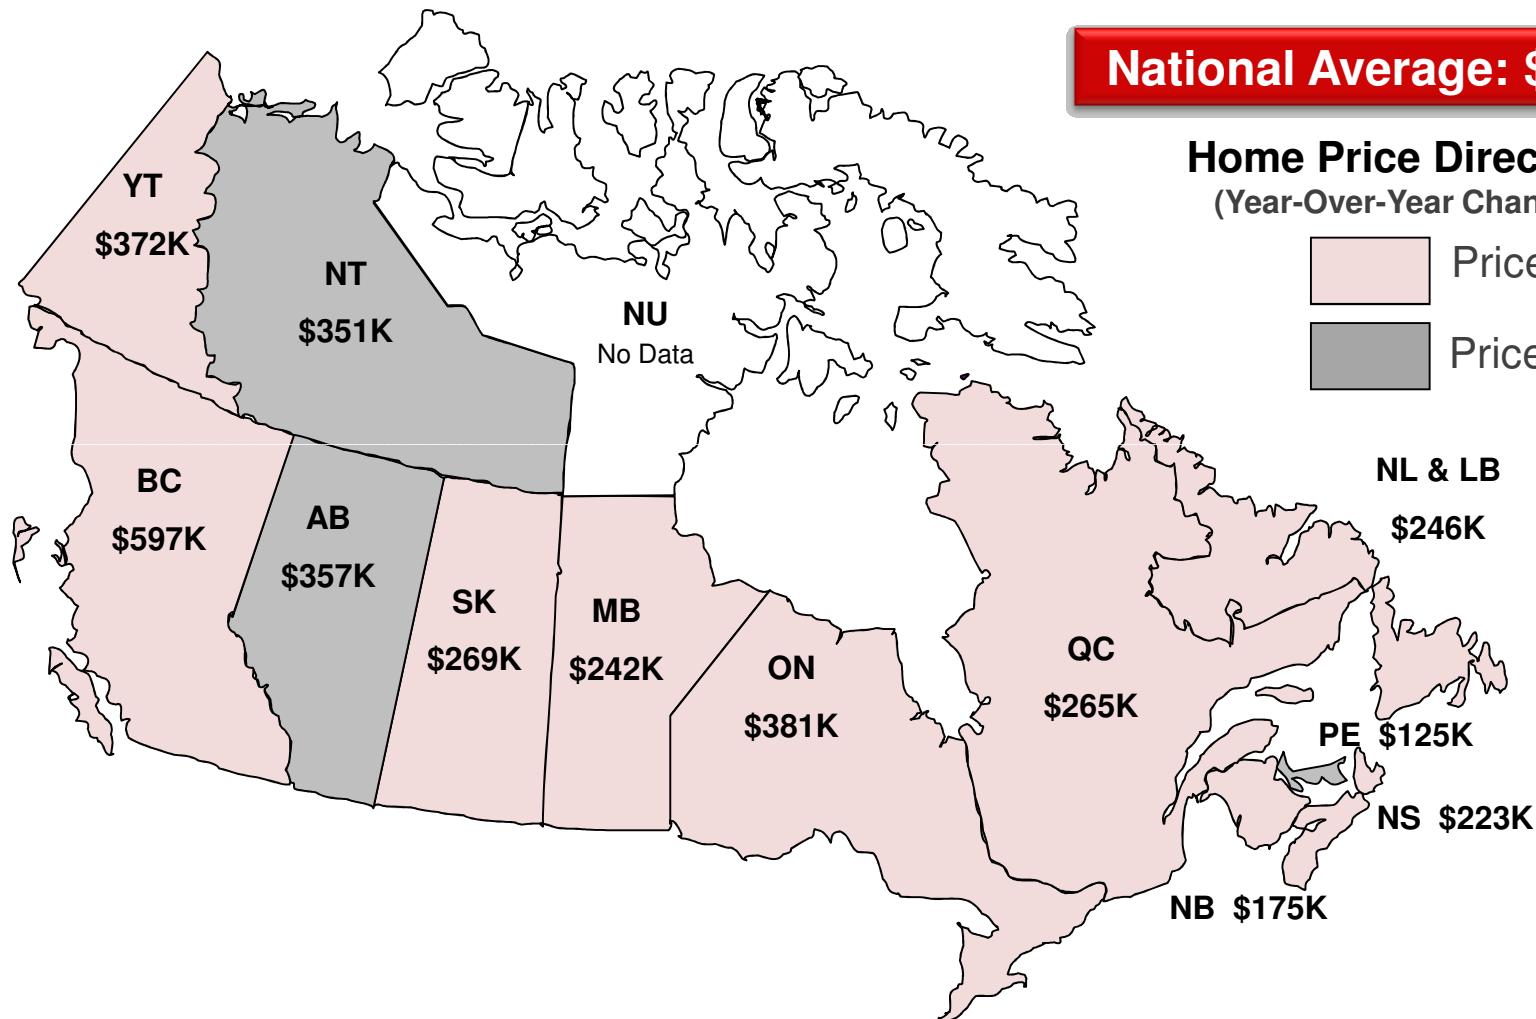 National Average: $
Home Price Direc
(Year-Over-Year Chan
Price
Price
YT
$372K
NT
$351K
NU
No Data
BC
$597K
AB
$357K
SK
$269K
MB
$242K
ON
$381K
QC
$265K
NL & LB
$246K
PE $125K
NS $223K
NB $175K